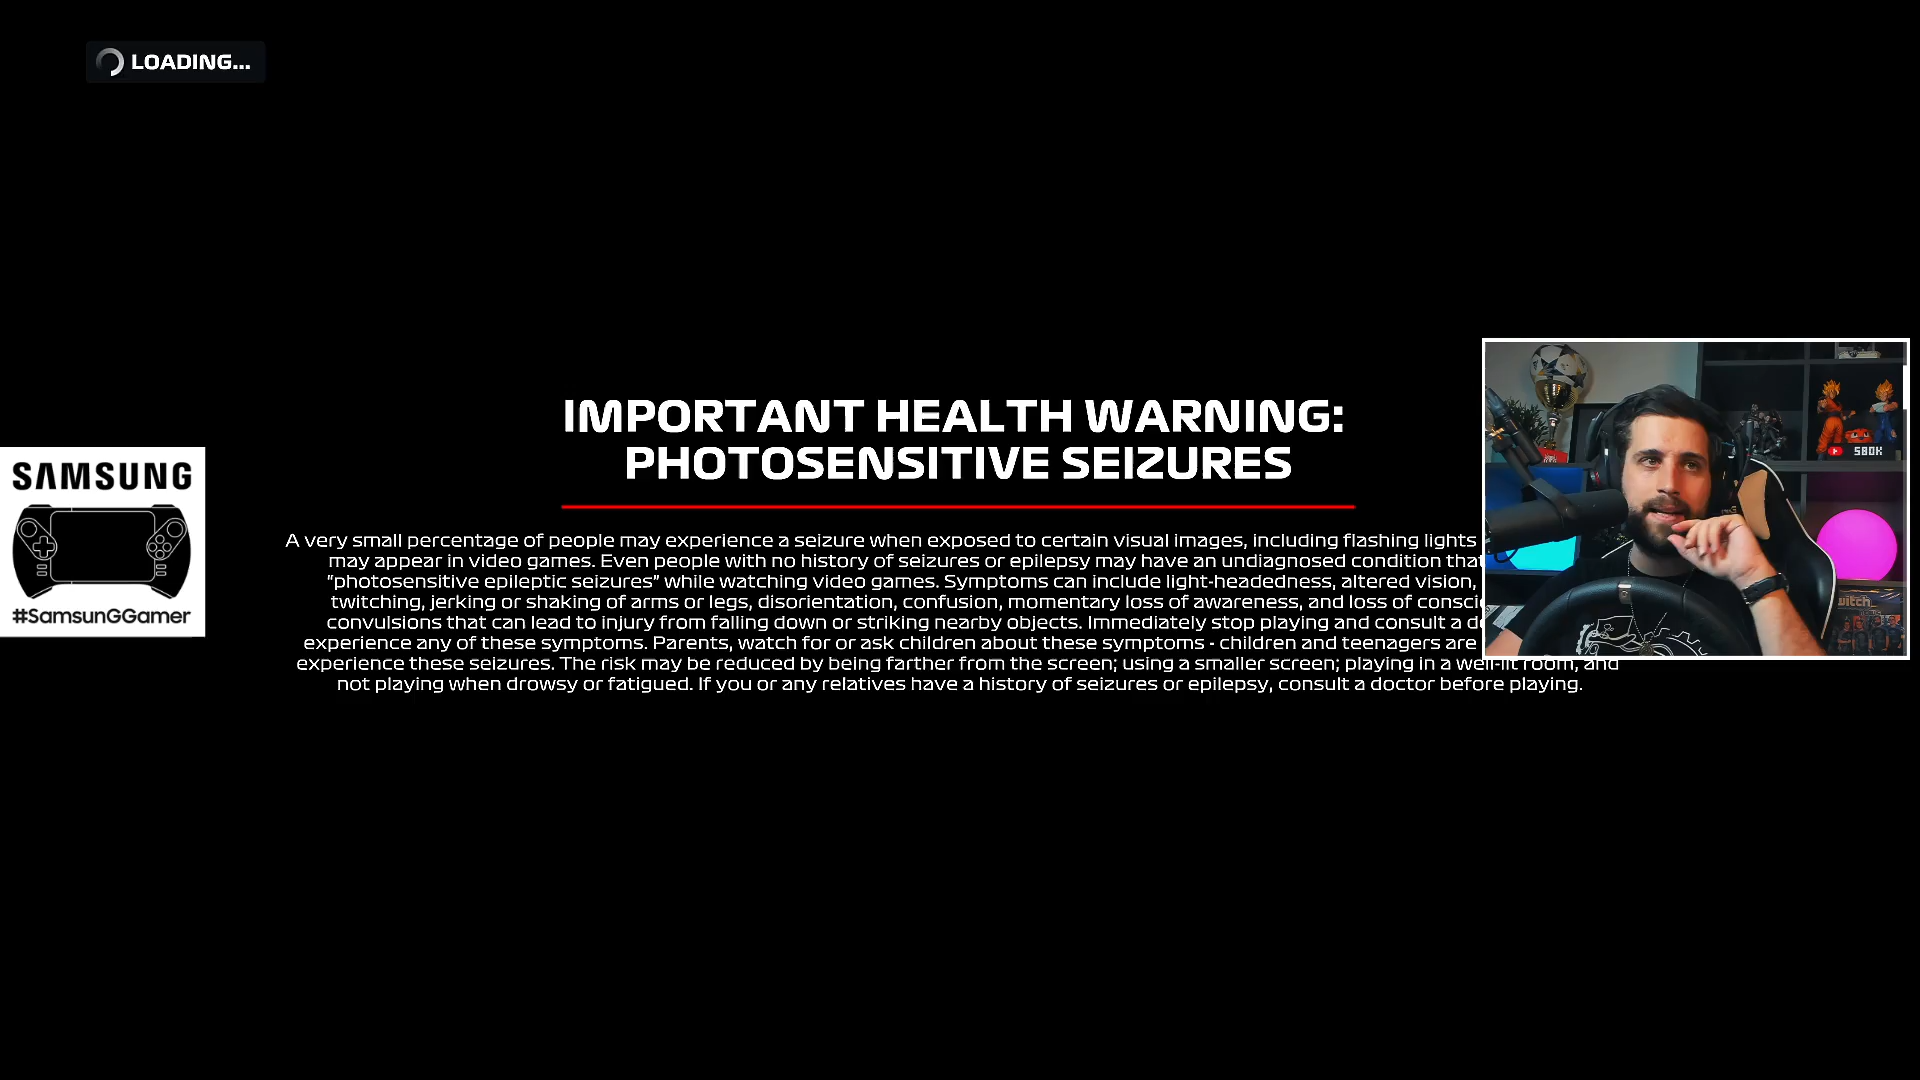 LOADING...
IMPORTANT HEALTH WARNING:
PHOTOSENSITIVE SEIZURES
A very small percentage of people may experience a seizure when exposed to certain visual images, including flashing lights
may appear in video games. Even people with no history of seizures or epilepsy may have an undiagnosed condition that
"photosensitive epileptic seizures" while watching video games. Symptoms can include light-headedness, altered vision,
twitching, jerking or shaking of arms or legs, disorientation, confusion, momentary loss of awareness, and loss of
convulsions that can lead to injury from falling down or striking nearby objects. Immediately stop playing and consult a
experience any of these symptoms. Parents, watch for or ask children about these symptoms - children and teenagers are
experience these seizures. The risk may be reduced by being farther from the screen; using a smaller screen; playing in a well-lit room, and
not playing when drowsy or fatigued. If you or any relatives have a history of seizures or epilepsy, consult a doctor before playing.
SAMSUNG
#SamsunGGamer
580K
witch